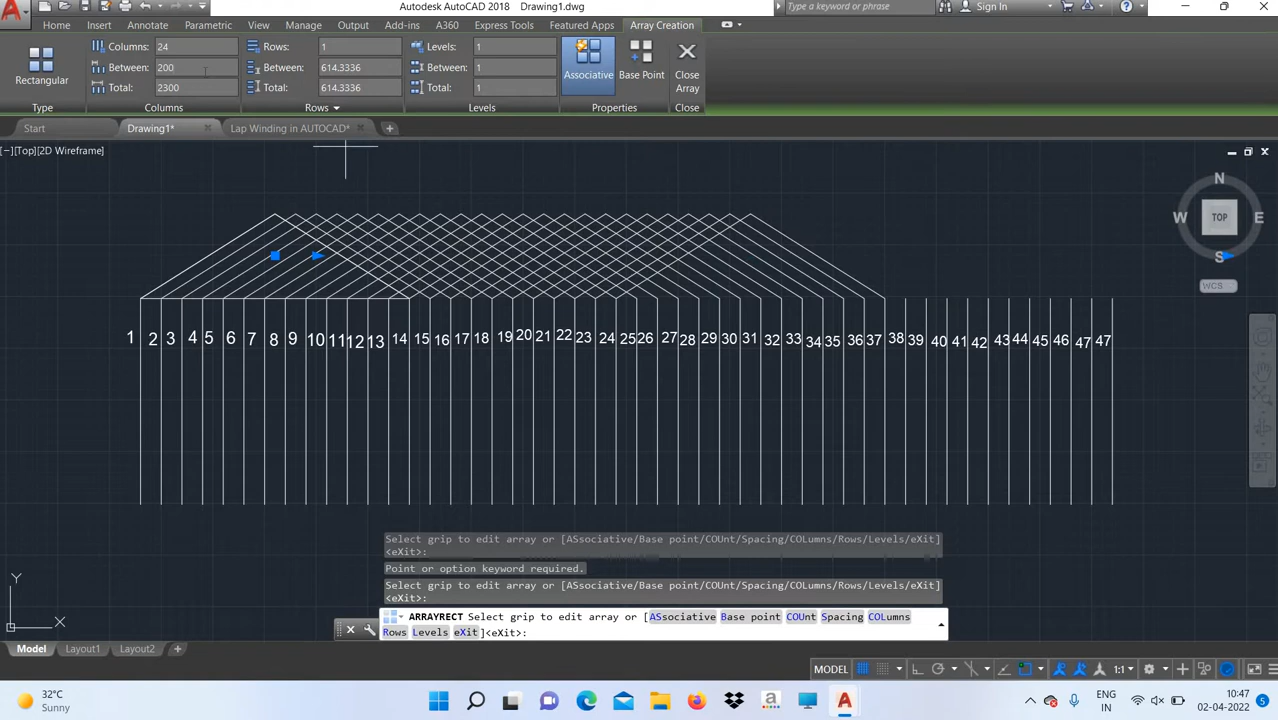 Autodesk AutoCAD 2018 Drawing1.dwg
Sign In
Home Insert Annotate Parametric View Manage Output Add-ins A360 Express Tools Featured Apps Array Creation
Columns: 24 Rows: 1 Levels: 1
Between: 200 Between: 614.3336 Between: 1
Total: 2300 Total: 614.3336 Total: 1
Rectangular Associative Base Point Close Array
Type Columns Rows Levels Properties Close
Start Drawing1* Lap Winding in AUTOCAD*
[−][Top][2D Wireframe]
N
W TOP E
S
WCS
1 2 3 4 5 6 7 8 9 10 11 12 13 14 15 16 17 18 19 20 21 22 23 24 25 26 27 28 29 30 31 32 33 34 35 36 37 38 39 40 41 42 43 44 45 46 47 47
Select grip to edit array or [ASsociative/Base point/COUnt/Spacing/COLumns/Rows/Levels/eXit]
<eXit>:
Point or option keyword required.
Select grip to edit array or [ASsociative/Base point/COUnt/Spacing/COLumns/Rows/Levels/eXit]
<eXit>:
ARRAYRECT Select grip to edit array or [ASsociative Base point COUnt Spacing COLumns
Rows Levels eXit]<eXit>:
Y
X
Model Layout1 Layout2
MODEL 1:1
32°C
Sunny
ENG
IN
10:47
02-04-2022
5